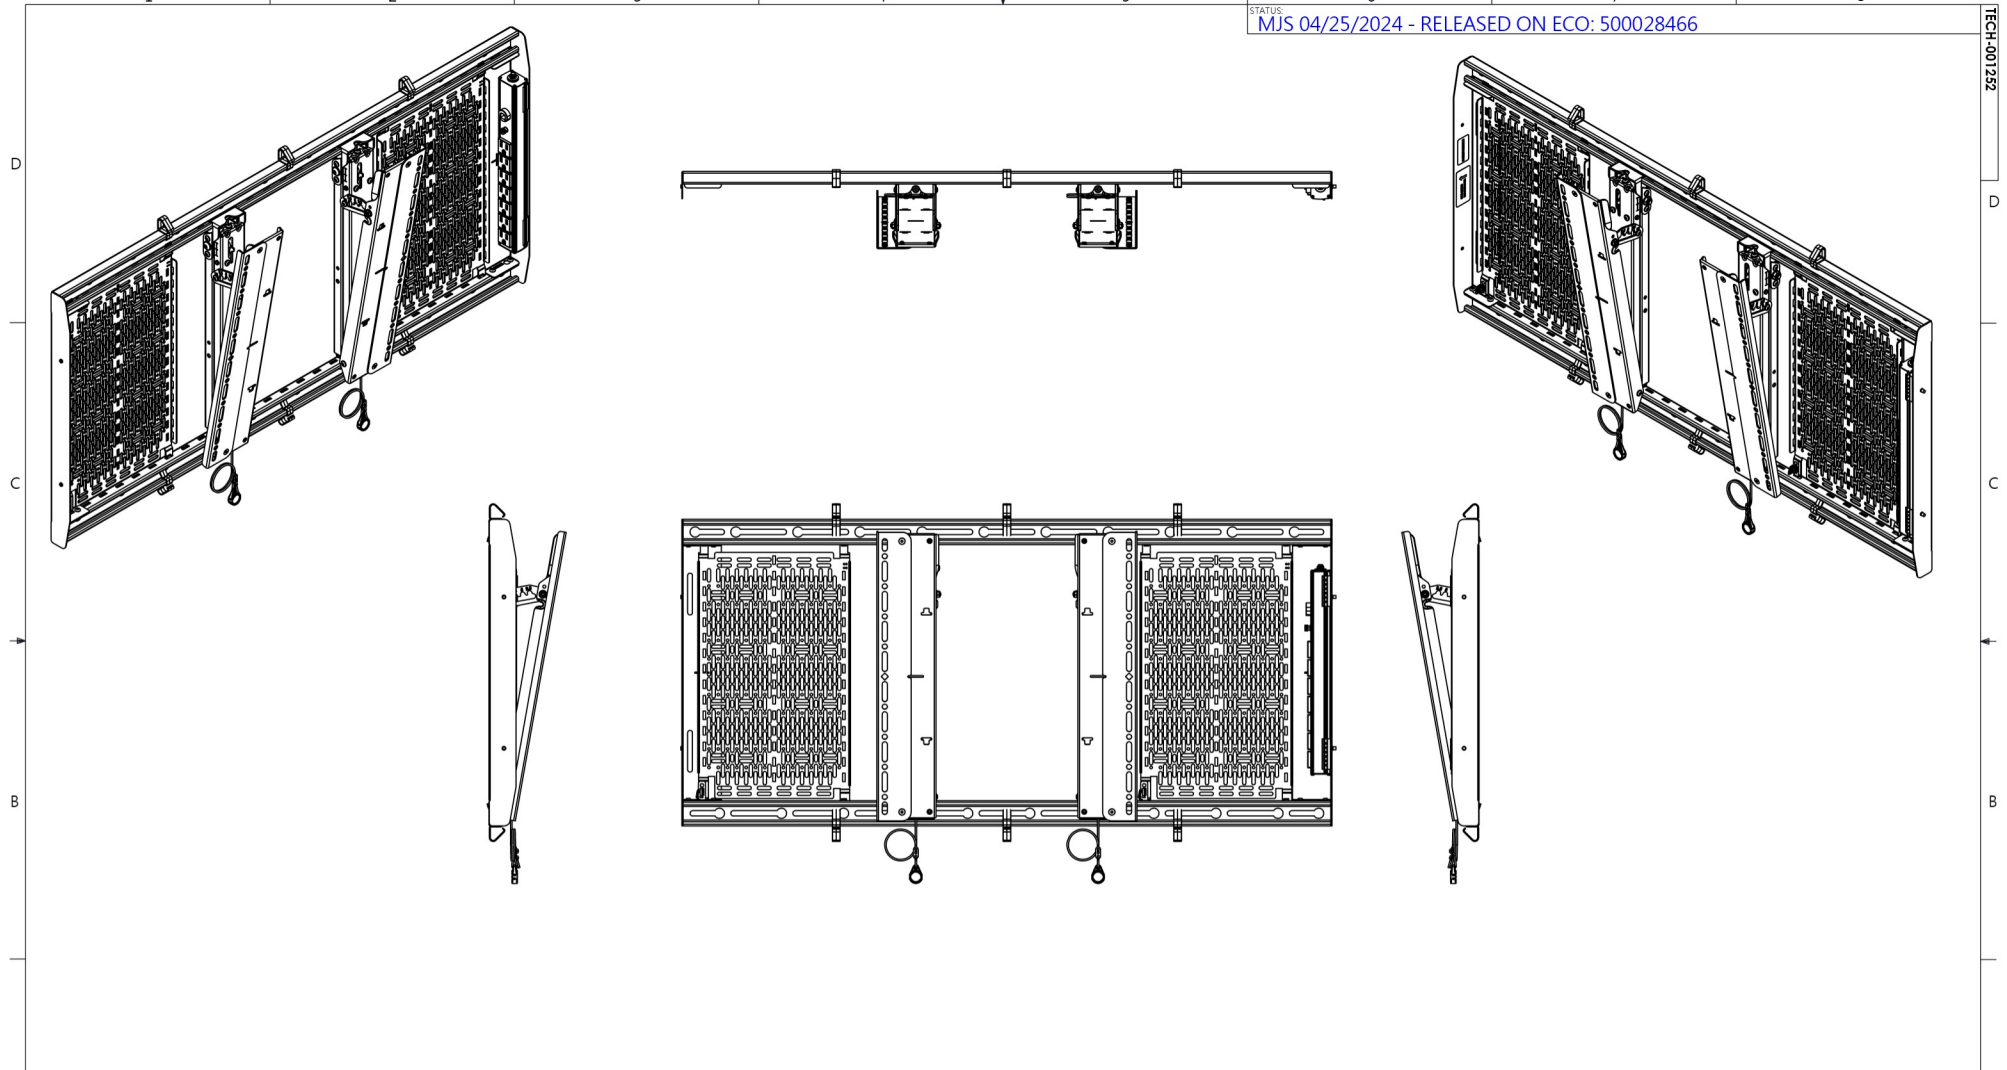 STATUS:
MJS 04/25/2024 - RELEASED ON ECO: 500028466
TECH-001252
D
D
C
C
B
B